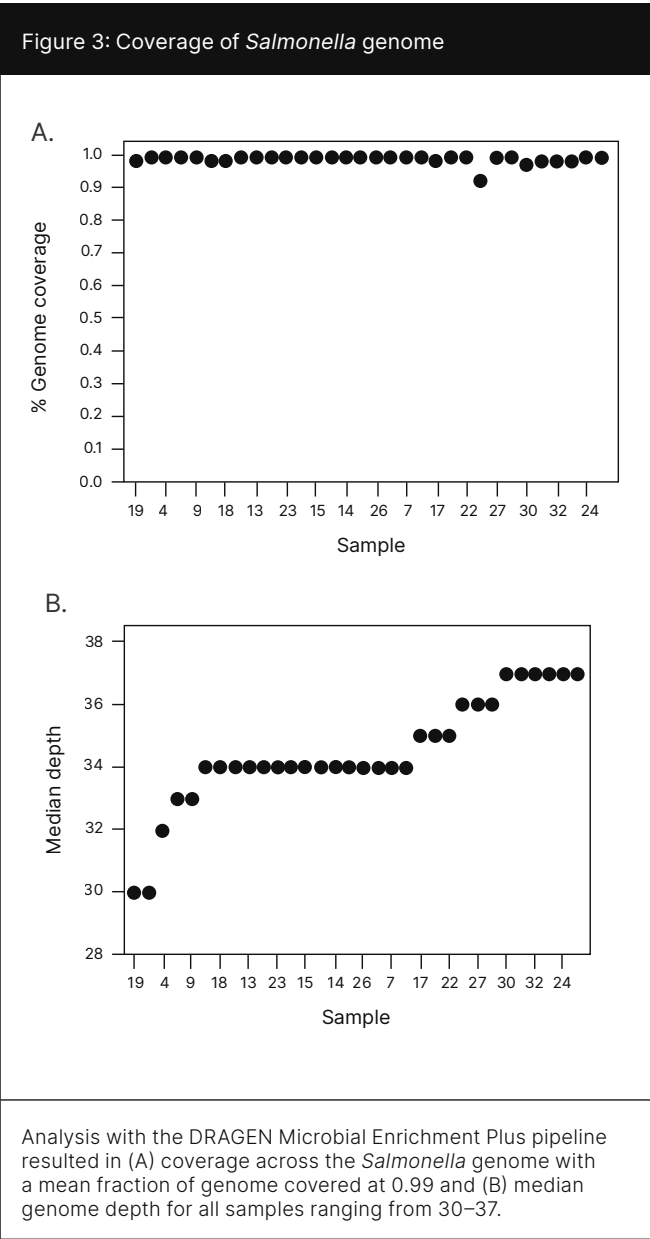 Figure 3: Coverage of Salmonella genome
A.
% Genome coverage
1.0
0.9
0.8
0.7
0.6
0.5
0.4
0.3
0.2
0.1
0.0
19 4 9 18 13 23 15 14 26 7 17 22 27 30 32 24
Sample
B.
Median depth
38
36
34
32
30
28
19 4 9 18 13 23 15 14 26 7 17 22 27 30 32 24
Sample
Analysis with the DRAGEN Microbial Enrichment Plus pipeline
resulted in (A) coverage across the Salmonella genome with
a mean fraction of genome covered at 0.99 and (B) median
genome depth for all samples ranging from 30–37.